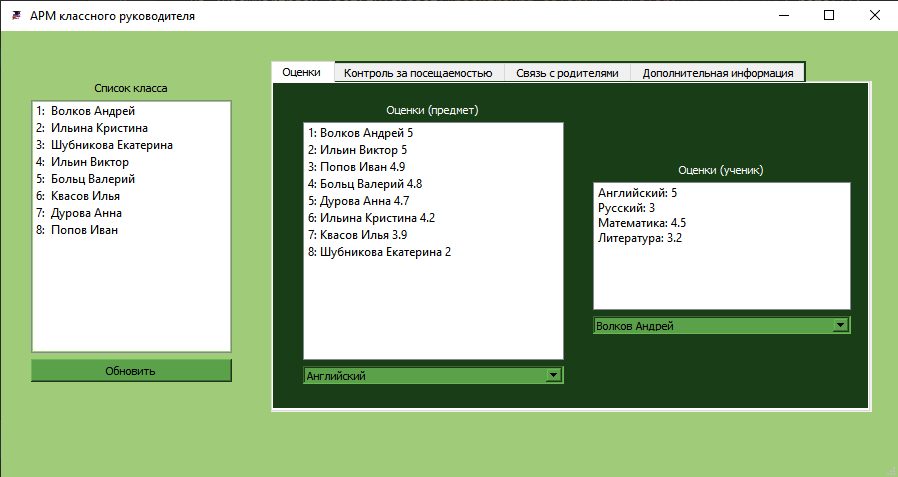 АРМ классного руководителя
Список класса
1: Волков Андрей
2: Ильина Кристина
3: Шубникова Екатерина
4: Ильин Виктор
5: Больц Валерий
6: Квасов Илья
7: Дурова Анна
8: Попов Иван
Обновить
Оценки Контроль за посещаемостью Связь с родителями Дополнительная информация
Оценки (предмет)
1: Волков Андрей 5
2: Ильин Виктор 5
3: Попов Иван 4.9
4: Больц Валерий 4.8
5: Дурова Анна 4.7
6: Ильина Кристина 4.2
7: Квасов Илья 3.9
8: Шубникова Екатерина 2
Английский
Оценки (ученик)
Английский: 5
Русский: 3
Математика: 4.5
Литература: 3.2
Волков Андрей